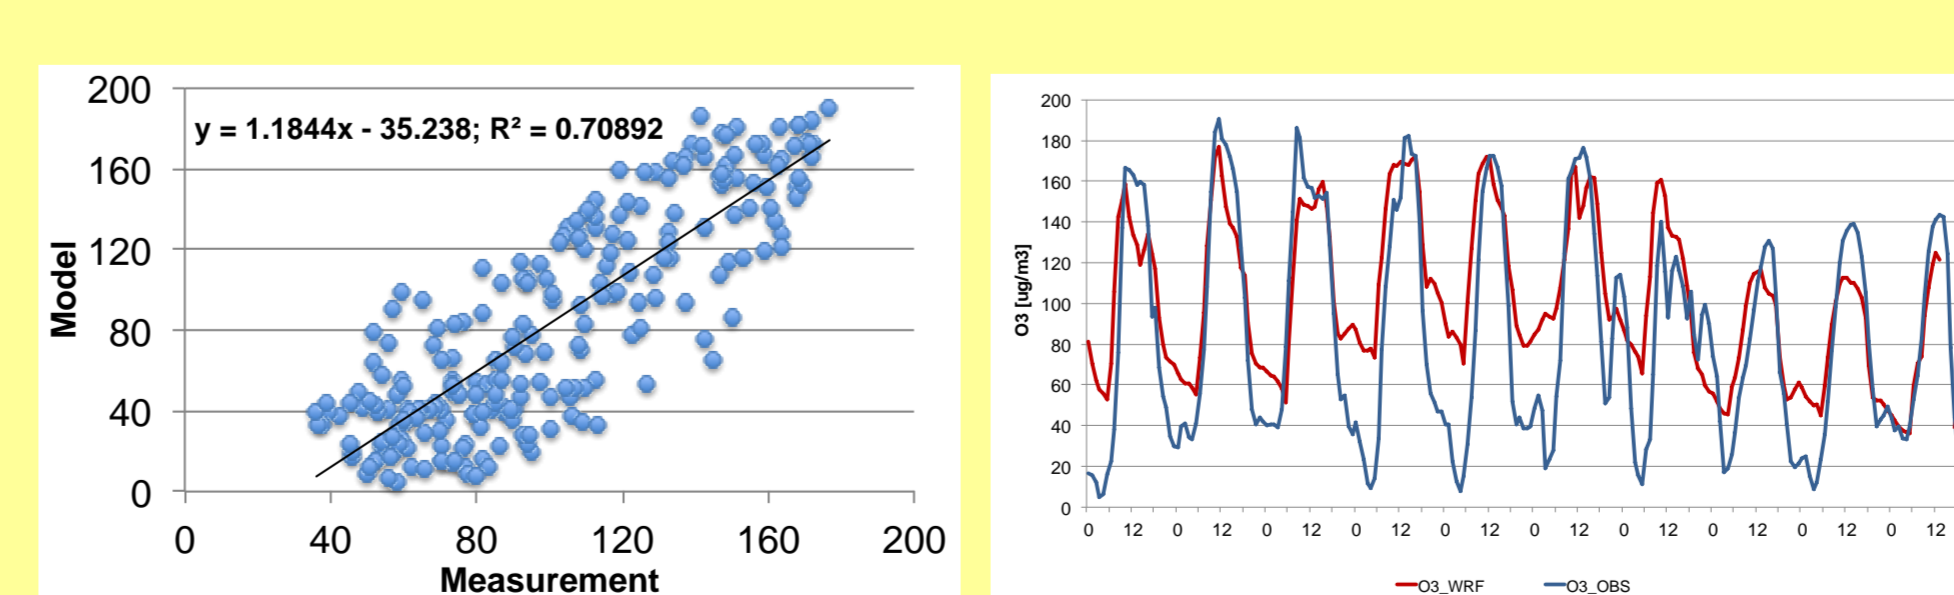 200
160
120
80
40
0
y = 1.1844x - 35.238; R² = 0.70892
Model
0 40 80 120 160 200
Measurement
200
180
160
140
120
100
80
60
40
20
0
O3 [ug/m3]
0 12 0 12 0 12 0 12 0 12 0 12 0 12 0 12 0 12 0 12
O3_WRF O3_OBS